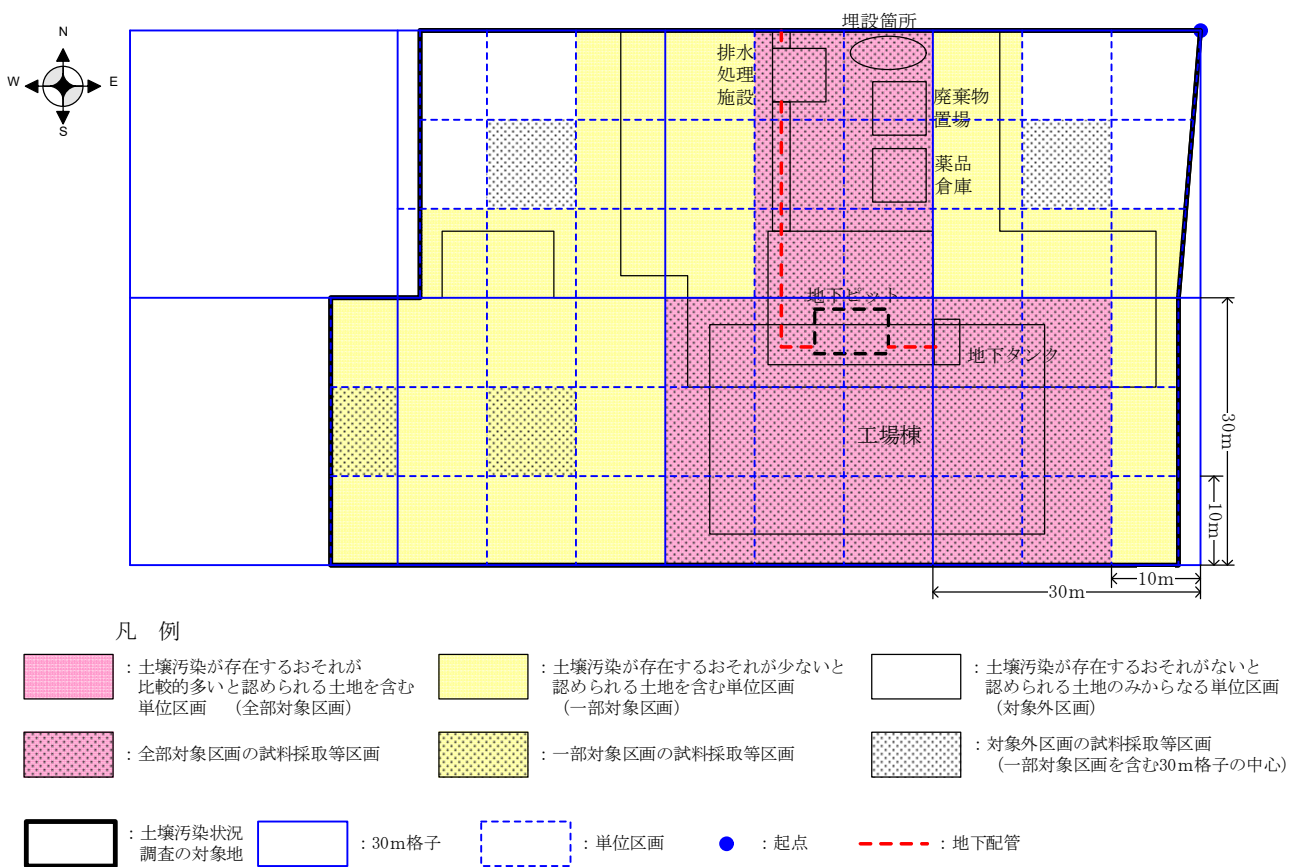 埋設箇所
N
W
E
S
排水
処理
施設
廃棄物
置場
薬品
倉庫
地下ピット
地下タンク
工場棟
30m
10m
10m
30m
凡 例
:土壌汚染が存在するおそれが
比較的多いと認められる土地を含む
単位区画 (全部対象区画)
:土壌汚染が存在するおそれが少ないと
認められる土地を含む単位区画
(一部対象区画)
:土壌汚染が存在するおそれがないと
認められる土地のみからなる単位区画
(対象外区画)
:全部対象区画の試料採取等区画
:一部対象区画の試料採取等区画
:対象外区画の試料採取等区画
(一部対象区画を含む30m格子の中心)
:土壌汚染状況
調査の対象地
:30m格子
:単位区画
:起点
:地下配管